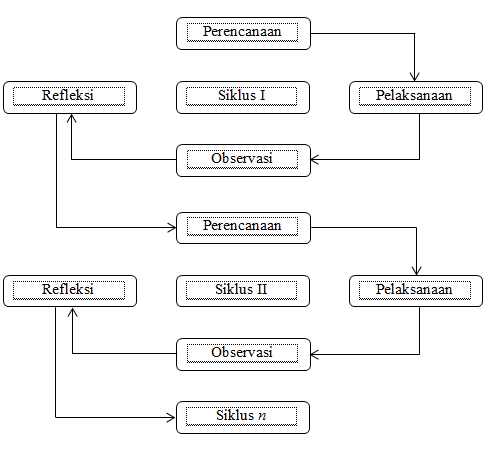 Perencanaan
Refleksi
Siklus I
Pelaksanaan
Observasi
Perencanaan
Refleksi
Siklus II
Pelaksanaan
Observasi
Siklus n